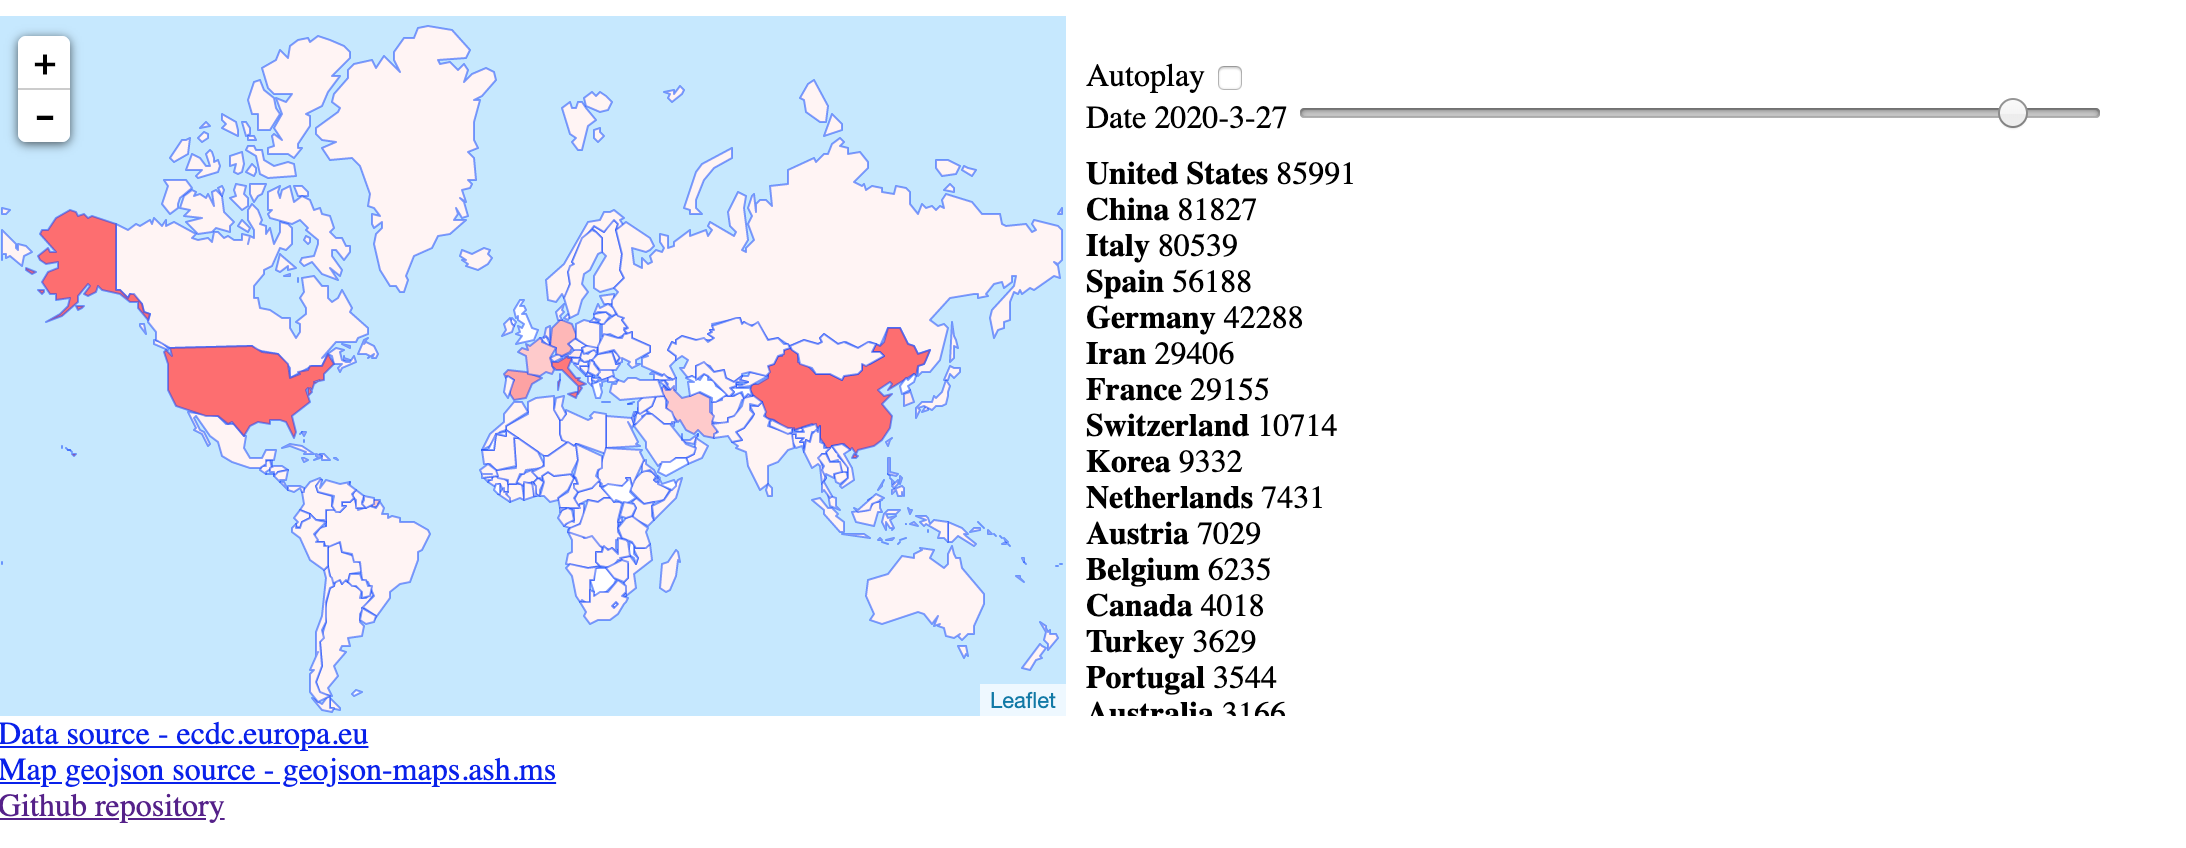 +
−
Leaflet
Data source - ecdc.europa.eu
Map geojson source - geojson-maps.ash.ms
Github repository
Autoplay
Date 2020-3-27
United States 85991
China 81827
Italy 80539
Spain 56188
Germany 42288
Iran 29406
France 29155
Switzerland 10714
Korea 9332
Netherlands 7431
Austria 7029
Belgium 6235
Canada 4018
Turkey 3629
Portugal 3544
Australia 3166